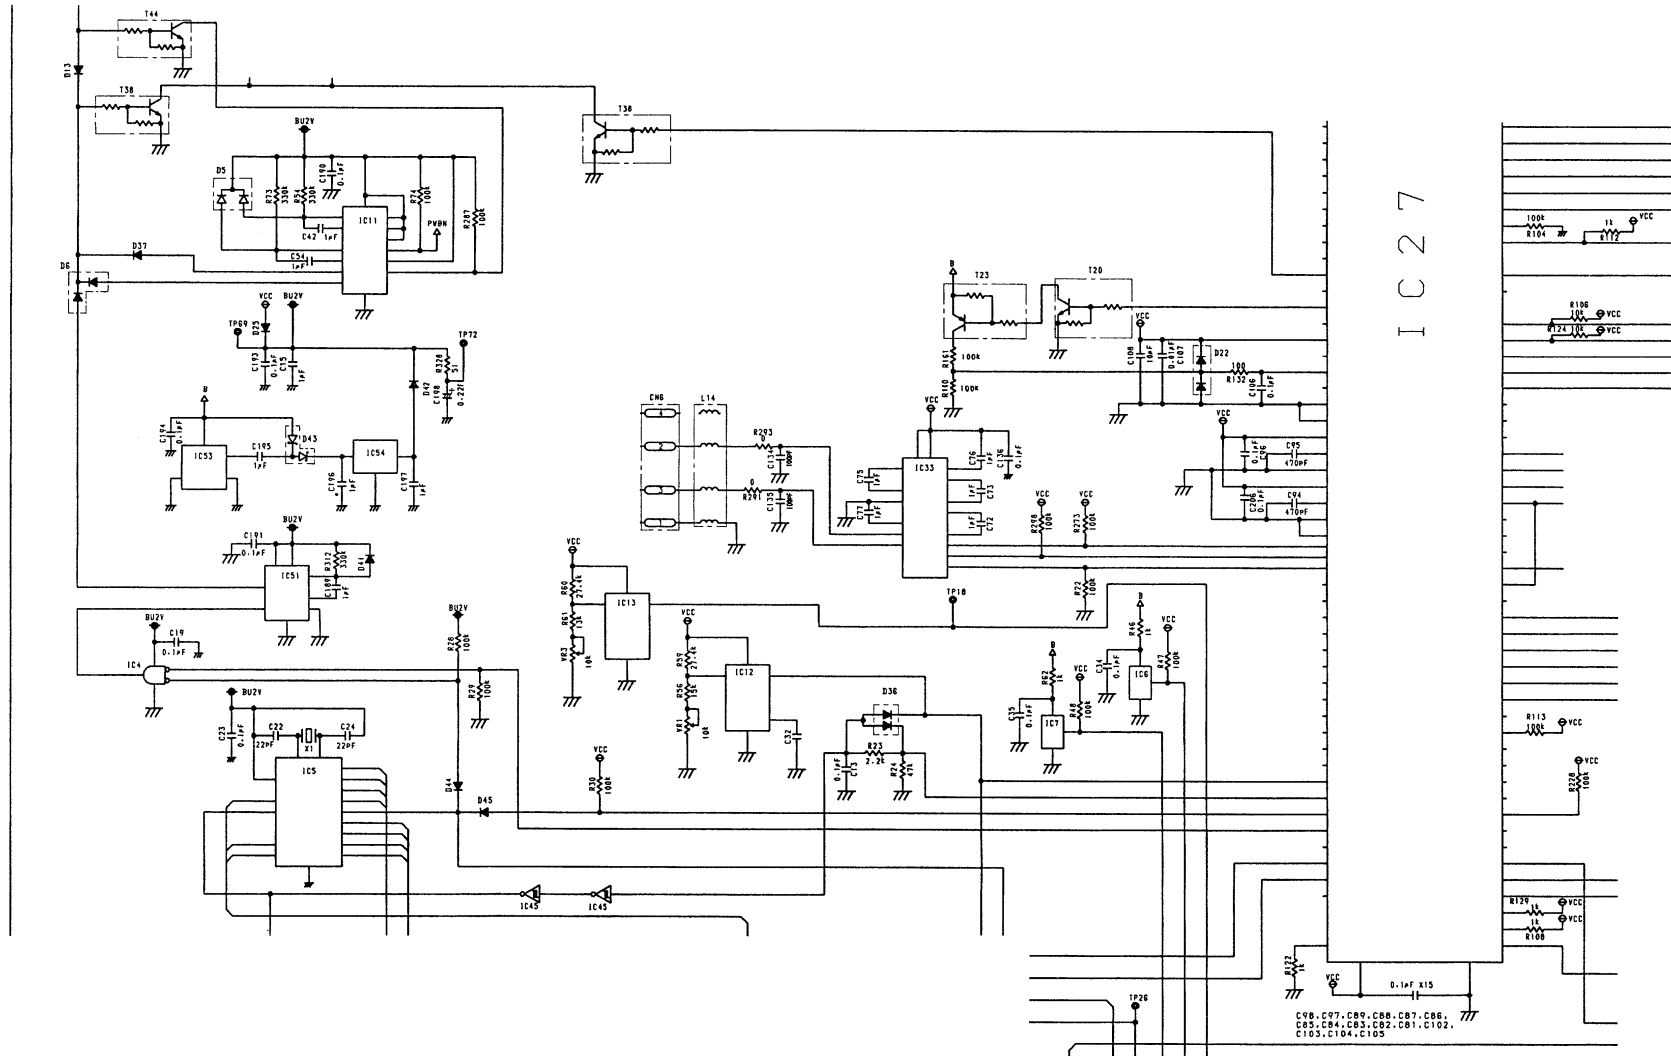 T44
D13
T38
T38
BU2V
C190
0.1µF
D5
R73
330k
R54
330k
R74
100k
R287
100k
IC11
PWON
C42
1µF
C54
1µF
D37
D6
VCC
BU2V
TP69
D25
TP72
C193
0.1µF
C15
1µF
R328
51
D42
C198
0.22F
B
C194
0.1µF
D43
IC53
C195
1µF
IC54
C196
1µF
C197
1µF
BU2V
C191
0.1µF
R312
330k
D41
IC51
C189
1µF
BU2V
C19
0.1µF
IC4
BU2V
R28
100k
R29
100k
BU2V
C23
0.1µF
C22
22PF
X1
C24
22PF
IC5
D44
D45
VCC
R30
100k
IC45
IC45
VCC
R60
27.4k
R61
13k
VR3
10k
IC13
VCC
R59
27.4k
R56
15k
VR1
10k
IC12
C32
D36
C13
0.1µF
R23
2.2k
R24
47k
TP18
CN6
4
2
3
1
L14
R293
0
C134
100PF
0
R291
C135
100PF
VCC
IC33
C75
1µF
C77
1µF
C76
1µF
C136
0.1µF
1µF
C73
1µF
C72
VCC
R298
100k
VCC
R273
100k
R22
100k
B
R46
1k
VCC
R47
100k
C34
0.1µF
IC6
B
R62
1k
VCC
R48
100k
C35
0.1µF
IC7
B
T23
T20
R161
100k
R110
100k
VCC
C108
10µF
0.01µF
C107
D22
100
R132
C106
0.1µF
VCC
0.1µF
C96
C95
470PF
C206
0.1µF
C94
470PF
IC27
100k
R104
1k
R112
VCC
R106
10k
VCC
R124
10k
VCC
R113
100k
VCC
VCC
R228
100k
R129
1k
VCC
1k
R108
VCC
R122
1k
VCC
0.1µF X15
C98,C97,C89,C88,C87,C86,
C85,C84,C83,C82,C81,C102,
C103,C104,C105
TP26